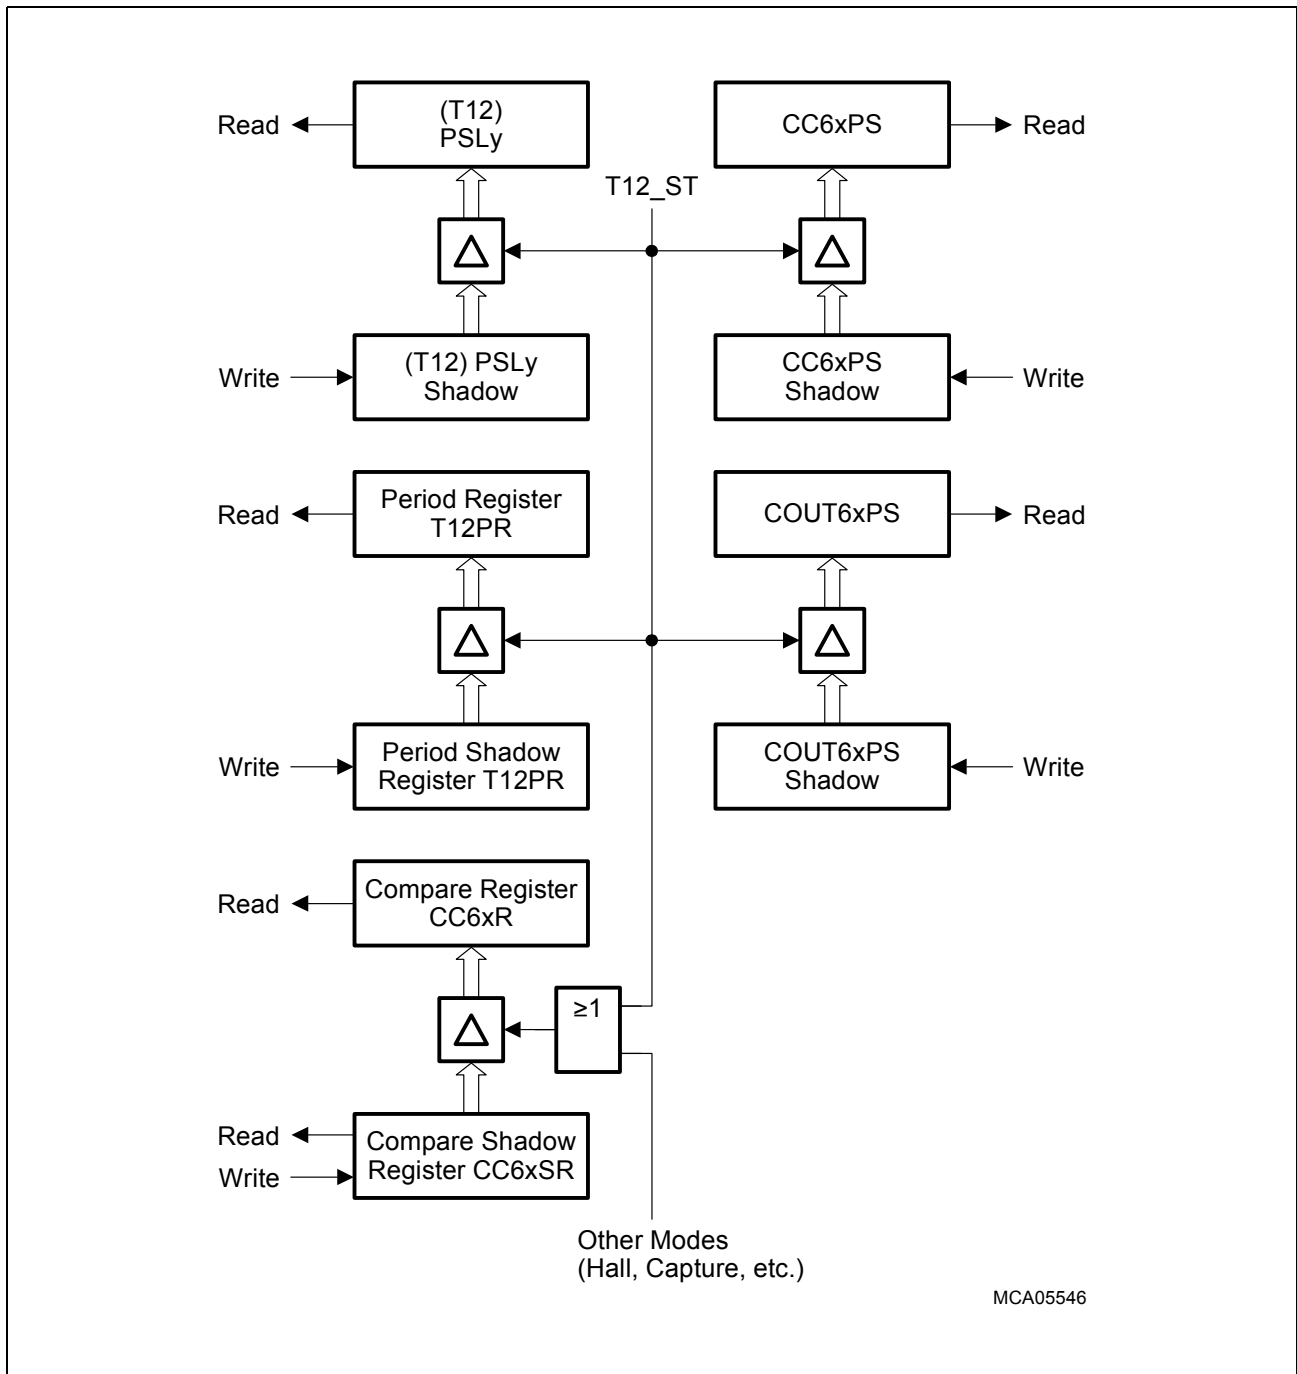 Read
(T12)
PSLy
CC6xPS
Read
T12_ST
Write
(T12) PSLy
Shadow
CC6xPS
Shadow
Write
Read
Period Register
T12PR
COUT6xPS
Read
Write
Period Shadow
Register T12PR
COUT6xPS
Shadow
Write
Read
Compare Register
CC6xR
≥1
Read
Write
Compare Shadow
Register CC6xSR
Other Modes
(Hall, Capture, etc.)
MCA05546